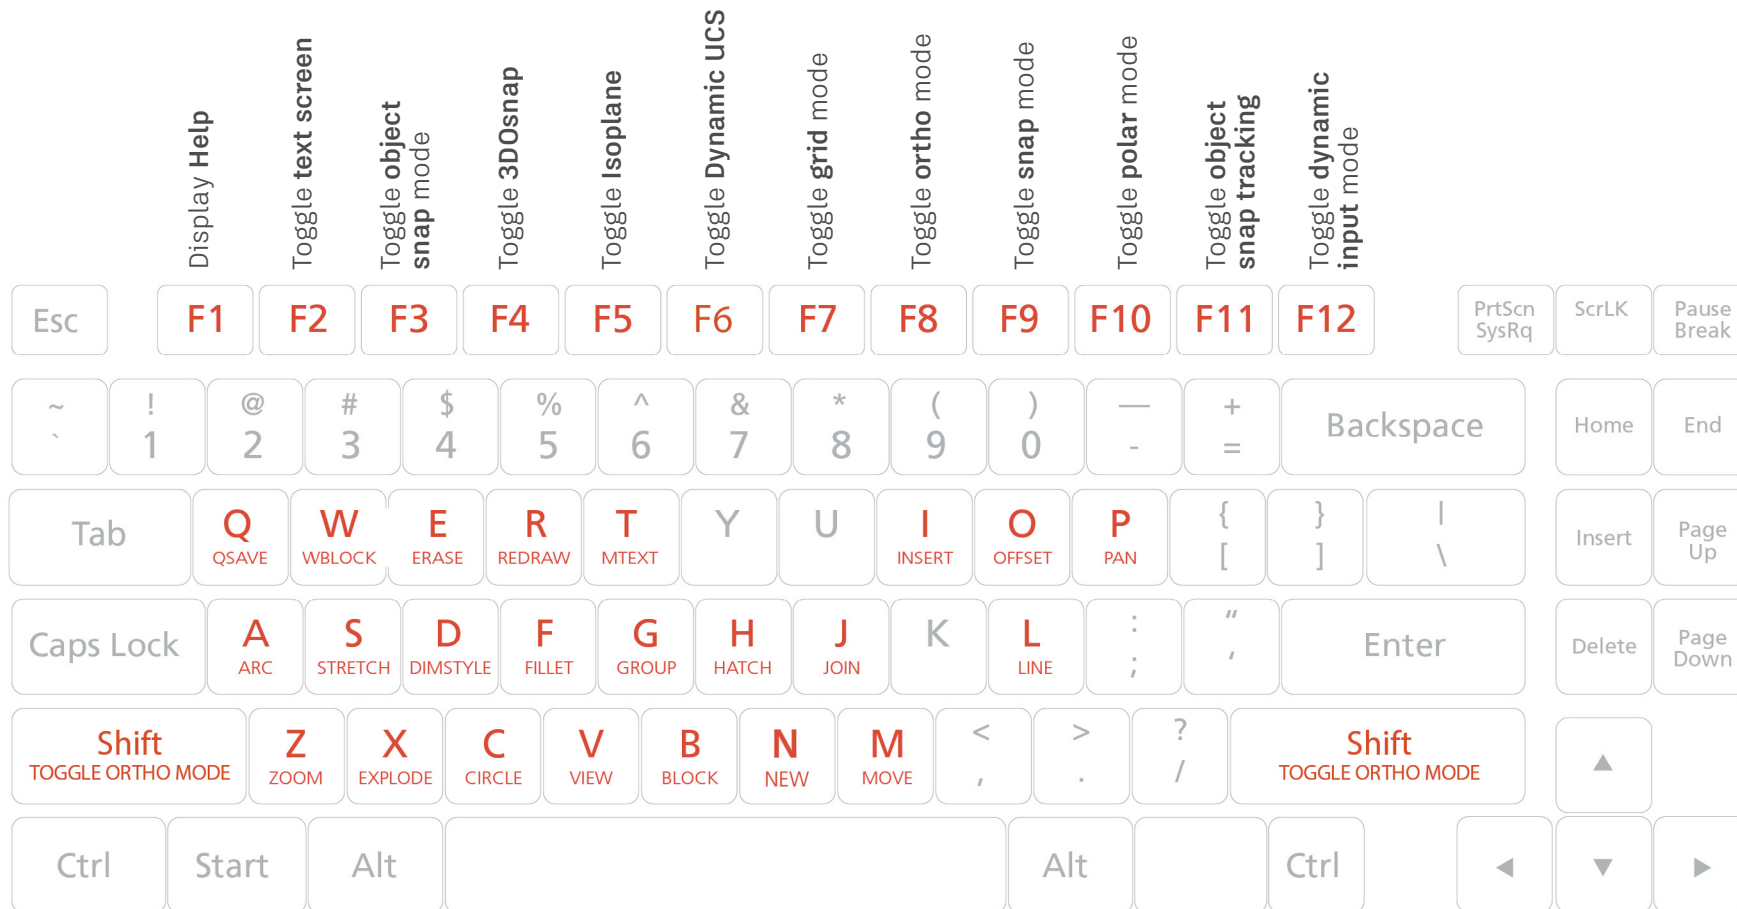 Display Help
Toggle text screen
Toggle object
snap mode
Toggle 3DOsnap
Toggle Isoplane
Toggle Dynamic UCS
Toggle grid mode
Toggle ortho mode
Toggle snap mode
Toggle polar mode
Toggle object
snap tracking
Toggle dynamic
input mode
Esc F1 F2 F3 F4 F5 F6 F7 F8 F9 F10 F11 F12 PrtScn ScrLK Pause
SysRq Break
~ ! @ # $ % ^ & * ( ) — +
` 1 2 3 4 5 6 7 8 9 0 - = Backspace Home End
Tab Q W E R T Y U I O P { } | Insert Page
Up
QSAVE WBLOCK ERASE REDRAW MTEXT INSERT OFFSET PAN [ ] \
Caps Lock A S D F G H J K L : “ Enter Delete Page
Down
ARC STRETCH DIMSTYLE FILLET GROUP HATCH JOIN LINE ; ‘
Shift Z X C V B N M < > ? Shift ▲
TOGGLE ORTHO MODE ZOOM EXPLODE CIRCLE VIEW BLOCK NEW MOVE , . / TOGGLE ORTHO MODE
Ctrl Start Alt Alt Ctrl ◀ ▼ ▶